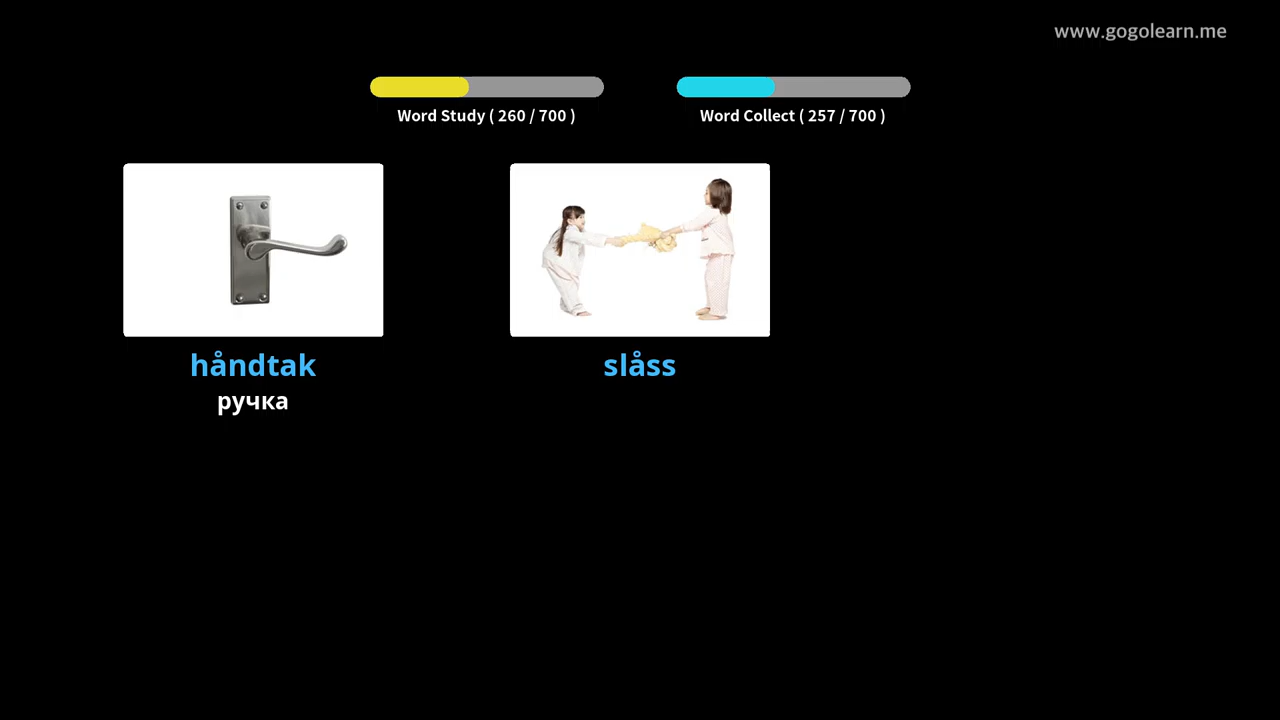 www.gogolearn.me
Word Study ( 260 / 700 )
Word Collect ( 257 / 700 )
håndtak
ручка
slåss